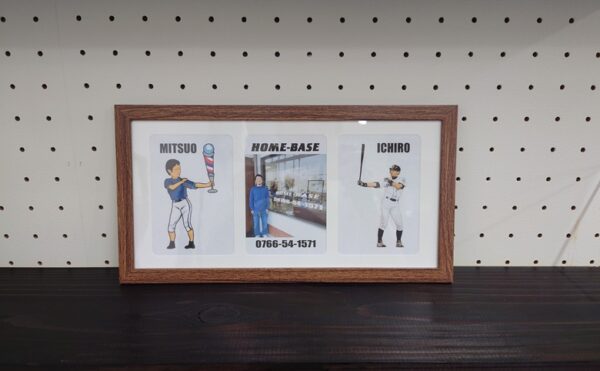 MITSUO
HOME-BASE
0766-54-1571
ICHIRO